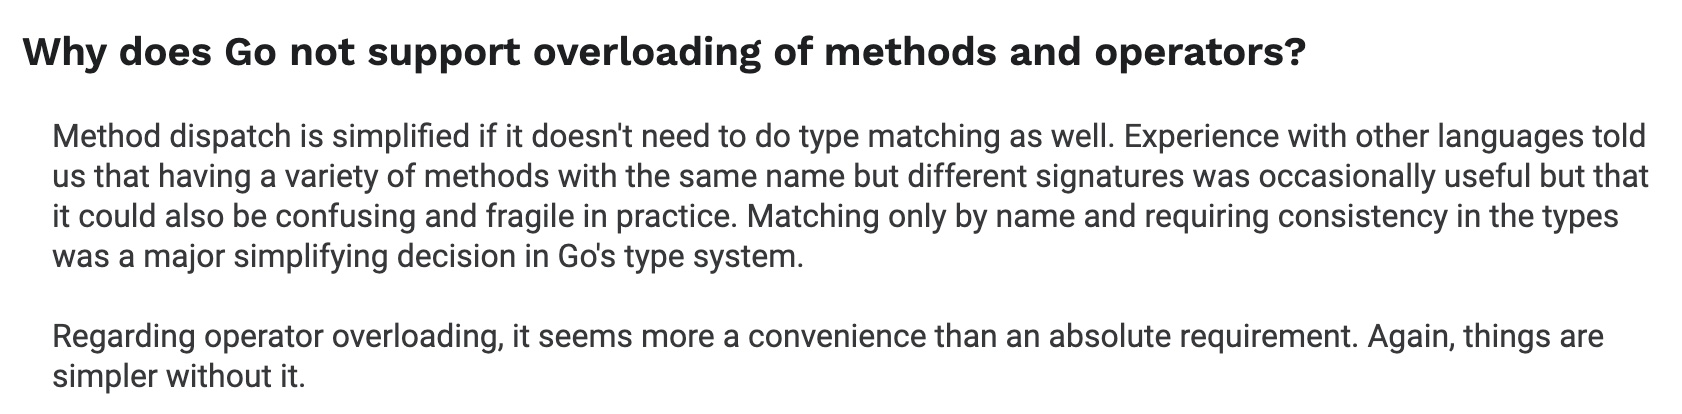 Why does Go not support overloading of methods and operators?
Method dispatch is simplified if it doesn't need to do type matching as well. Experience with other languages told
us that having a variety of methods with the same name but different signatures was occasionally useful but that
it could also be confusing and fragile in practice. Matching only by name and requiring consistency in the types
was a major simplifying decision in Go's type system.
Regarding operator overloading, it seems more a convenience than an absolute requirement. Again, things are
simpler without it.